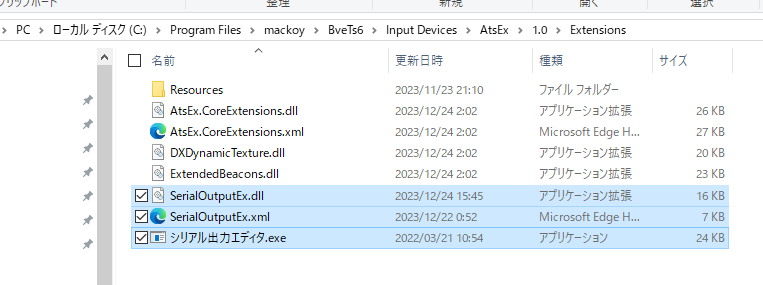 クリップボード 整理 新規 開く 選択
PC > ローカル ディスク (C:) > Program Files > mackoy > BveTs6 > Input Devices > AtsEx > 1.0 > Extensions
名前 更新日時 種類 サイズ
Resources 2023/11/23 21:10 ファイル フォルダー
AtsEx.CoreExtensions.dll 2023/12/24 2:02 アプリケーション拡張 26 KB
AtsEx.CoreExtensions.xml 2023/12/24 2:02 Microsoft Edge H... 27 KB
DXDynamicTexture.dll 2023/12/24 2:02 アプリケーション拡張 20 KB
ExtendedBeacons.dll 2023/12/24 2:02 アプリケーション拡張 23 KB
SerialOutputEx.dll 2023/12/24 15:45 アプリケーション拡張 16 KB
SerialOutputEx.xml 2023/12/22 0:52 Microsoft Edge H... 7 KB
シリアル出力エディタ.exe 2022/03/21 10:54 アプリケーション 24 KB